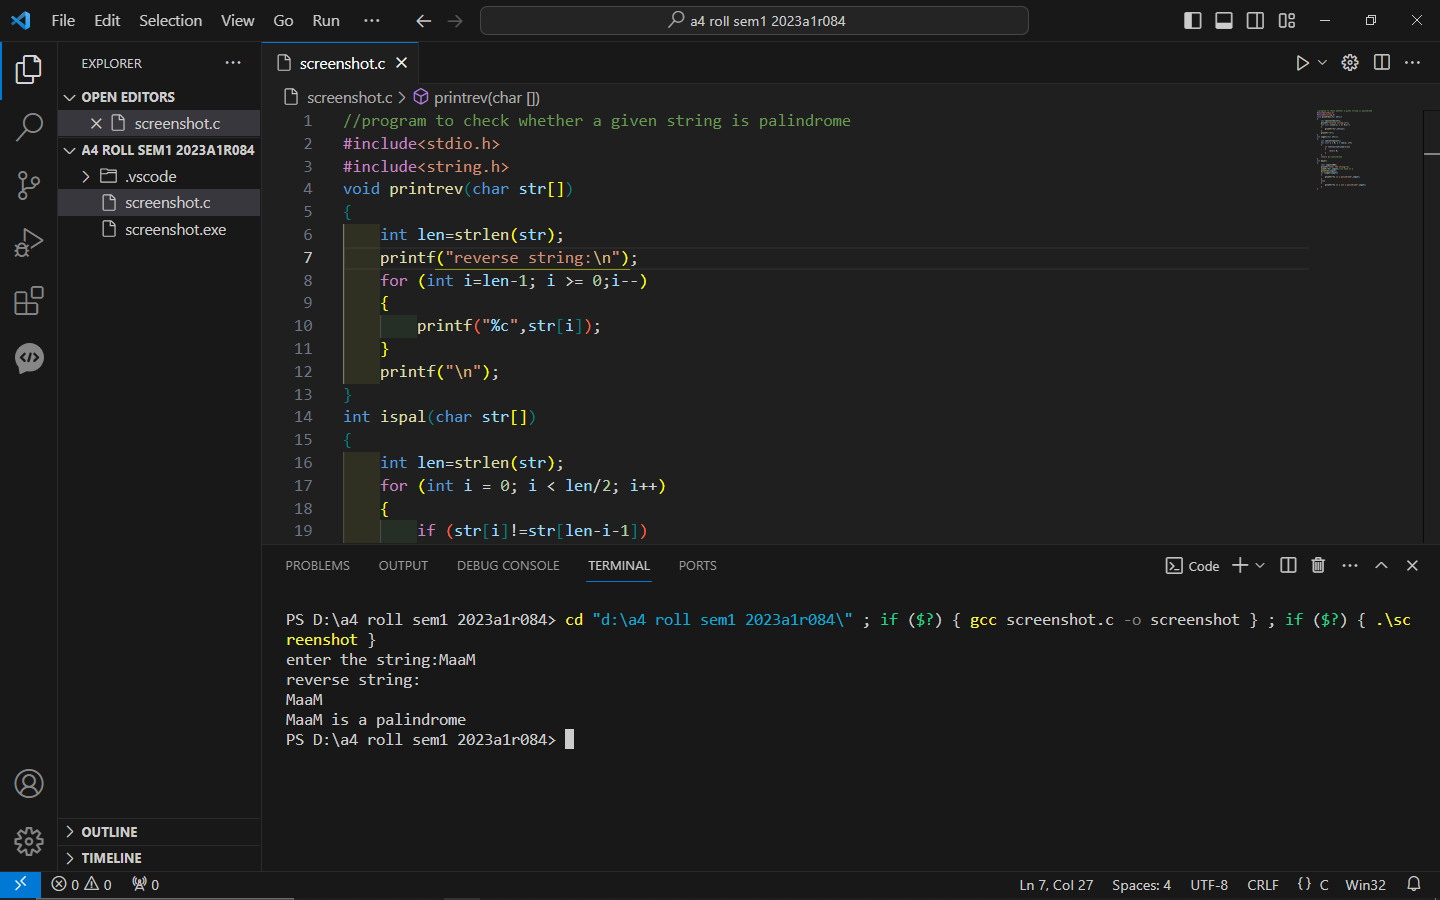 File Edit Selection View Go Run ··· a4 roll sem1 2023a1r084
EXPLORER ···
OPEN EDITORS
screenshot.c
A4 ROLL SEM1 2023A1R084
.vscode
screenshot.c
screenshot.exe
OUTLINE
TIMELINE
screenshot.c
screenshot.c > printrev(char [])
1 //program to check whether a given string is palindrome
2 #include<stdio.h>
3 #include<string.h>
4 void printrev(char str[])
5 {
6 int len=strlen(str);
7 printf("reverse string:\n");
8 for (int i=len-1; i >= 0;i--)
9 {
10 printf("%c",str[i]);
11 }
12 printf("\n");
13 }
14 int ispal(char str[])
15 {
16 int len=strlen(str);
17 for (int i = 0; i < len/2; i++)
18 {
19 if (str[i]!=str[len-i-1])
PROBLEMS OUTPUT DEBUG CONSOLE TERMINAL PORTS Code
PS D:\a4 roll sem1 2023a1r084> cd "d:\a4 roll sem1 2023a1r084\" ; if ($?) { gcc screenshot.c -o screenshot } ; if ($?) { .\sc
reenshot }
enter the string:MaaM
reverse string:
MaaM
MaaM is a palindrome
PS D:\a4 roll sem1 2023a1r084>
0 0 0 Ln 7, Col 27 Spaces: 4 UTF-8 CRLF {} C Win32